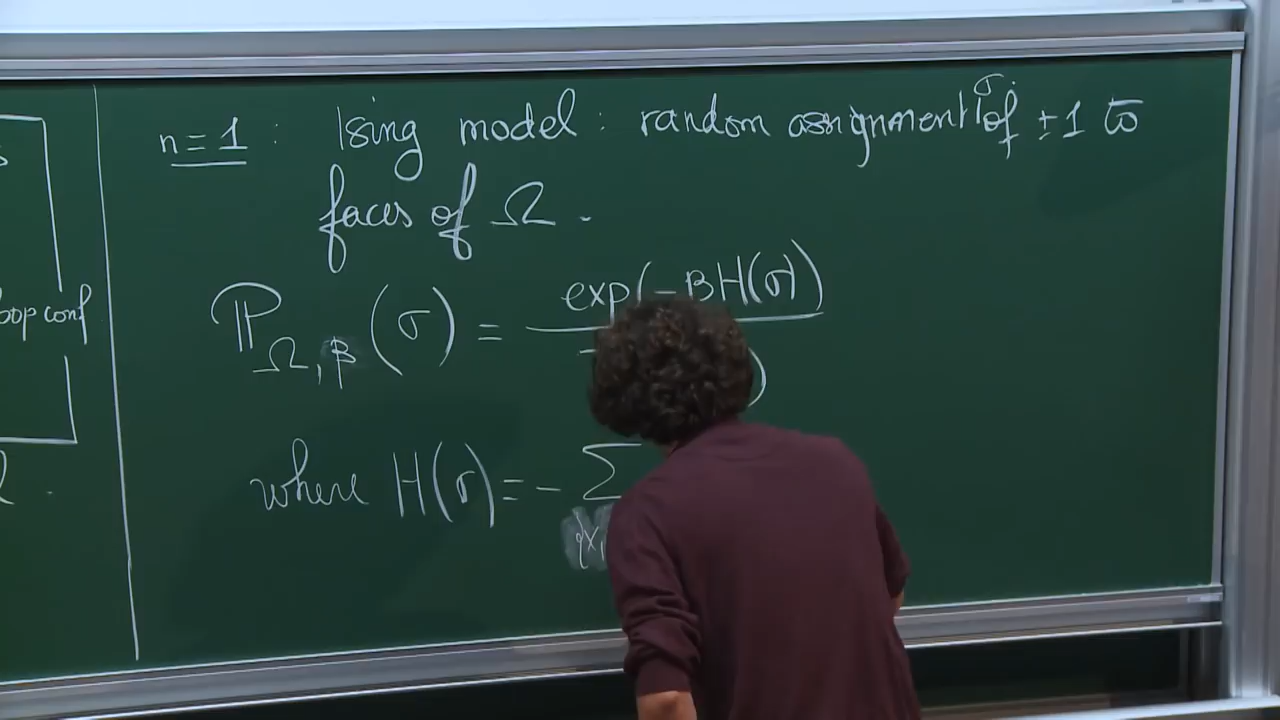 n = 1 : Ising model : random assignment σ of ±1 to
faces of Ω .
oop conf
ℙ_{Ω,β}(σ) = exp(-βH(σ))
)
where H(σ) = - Σ
{x,